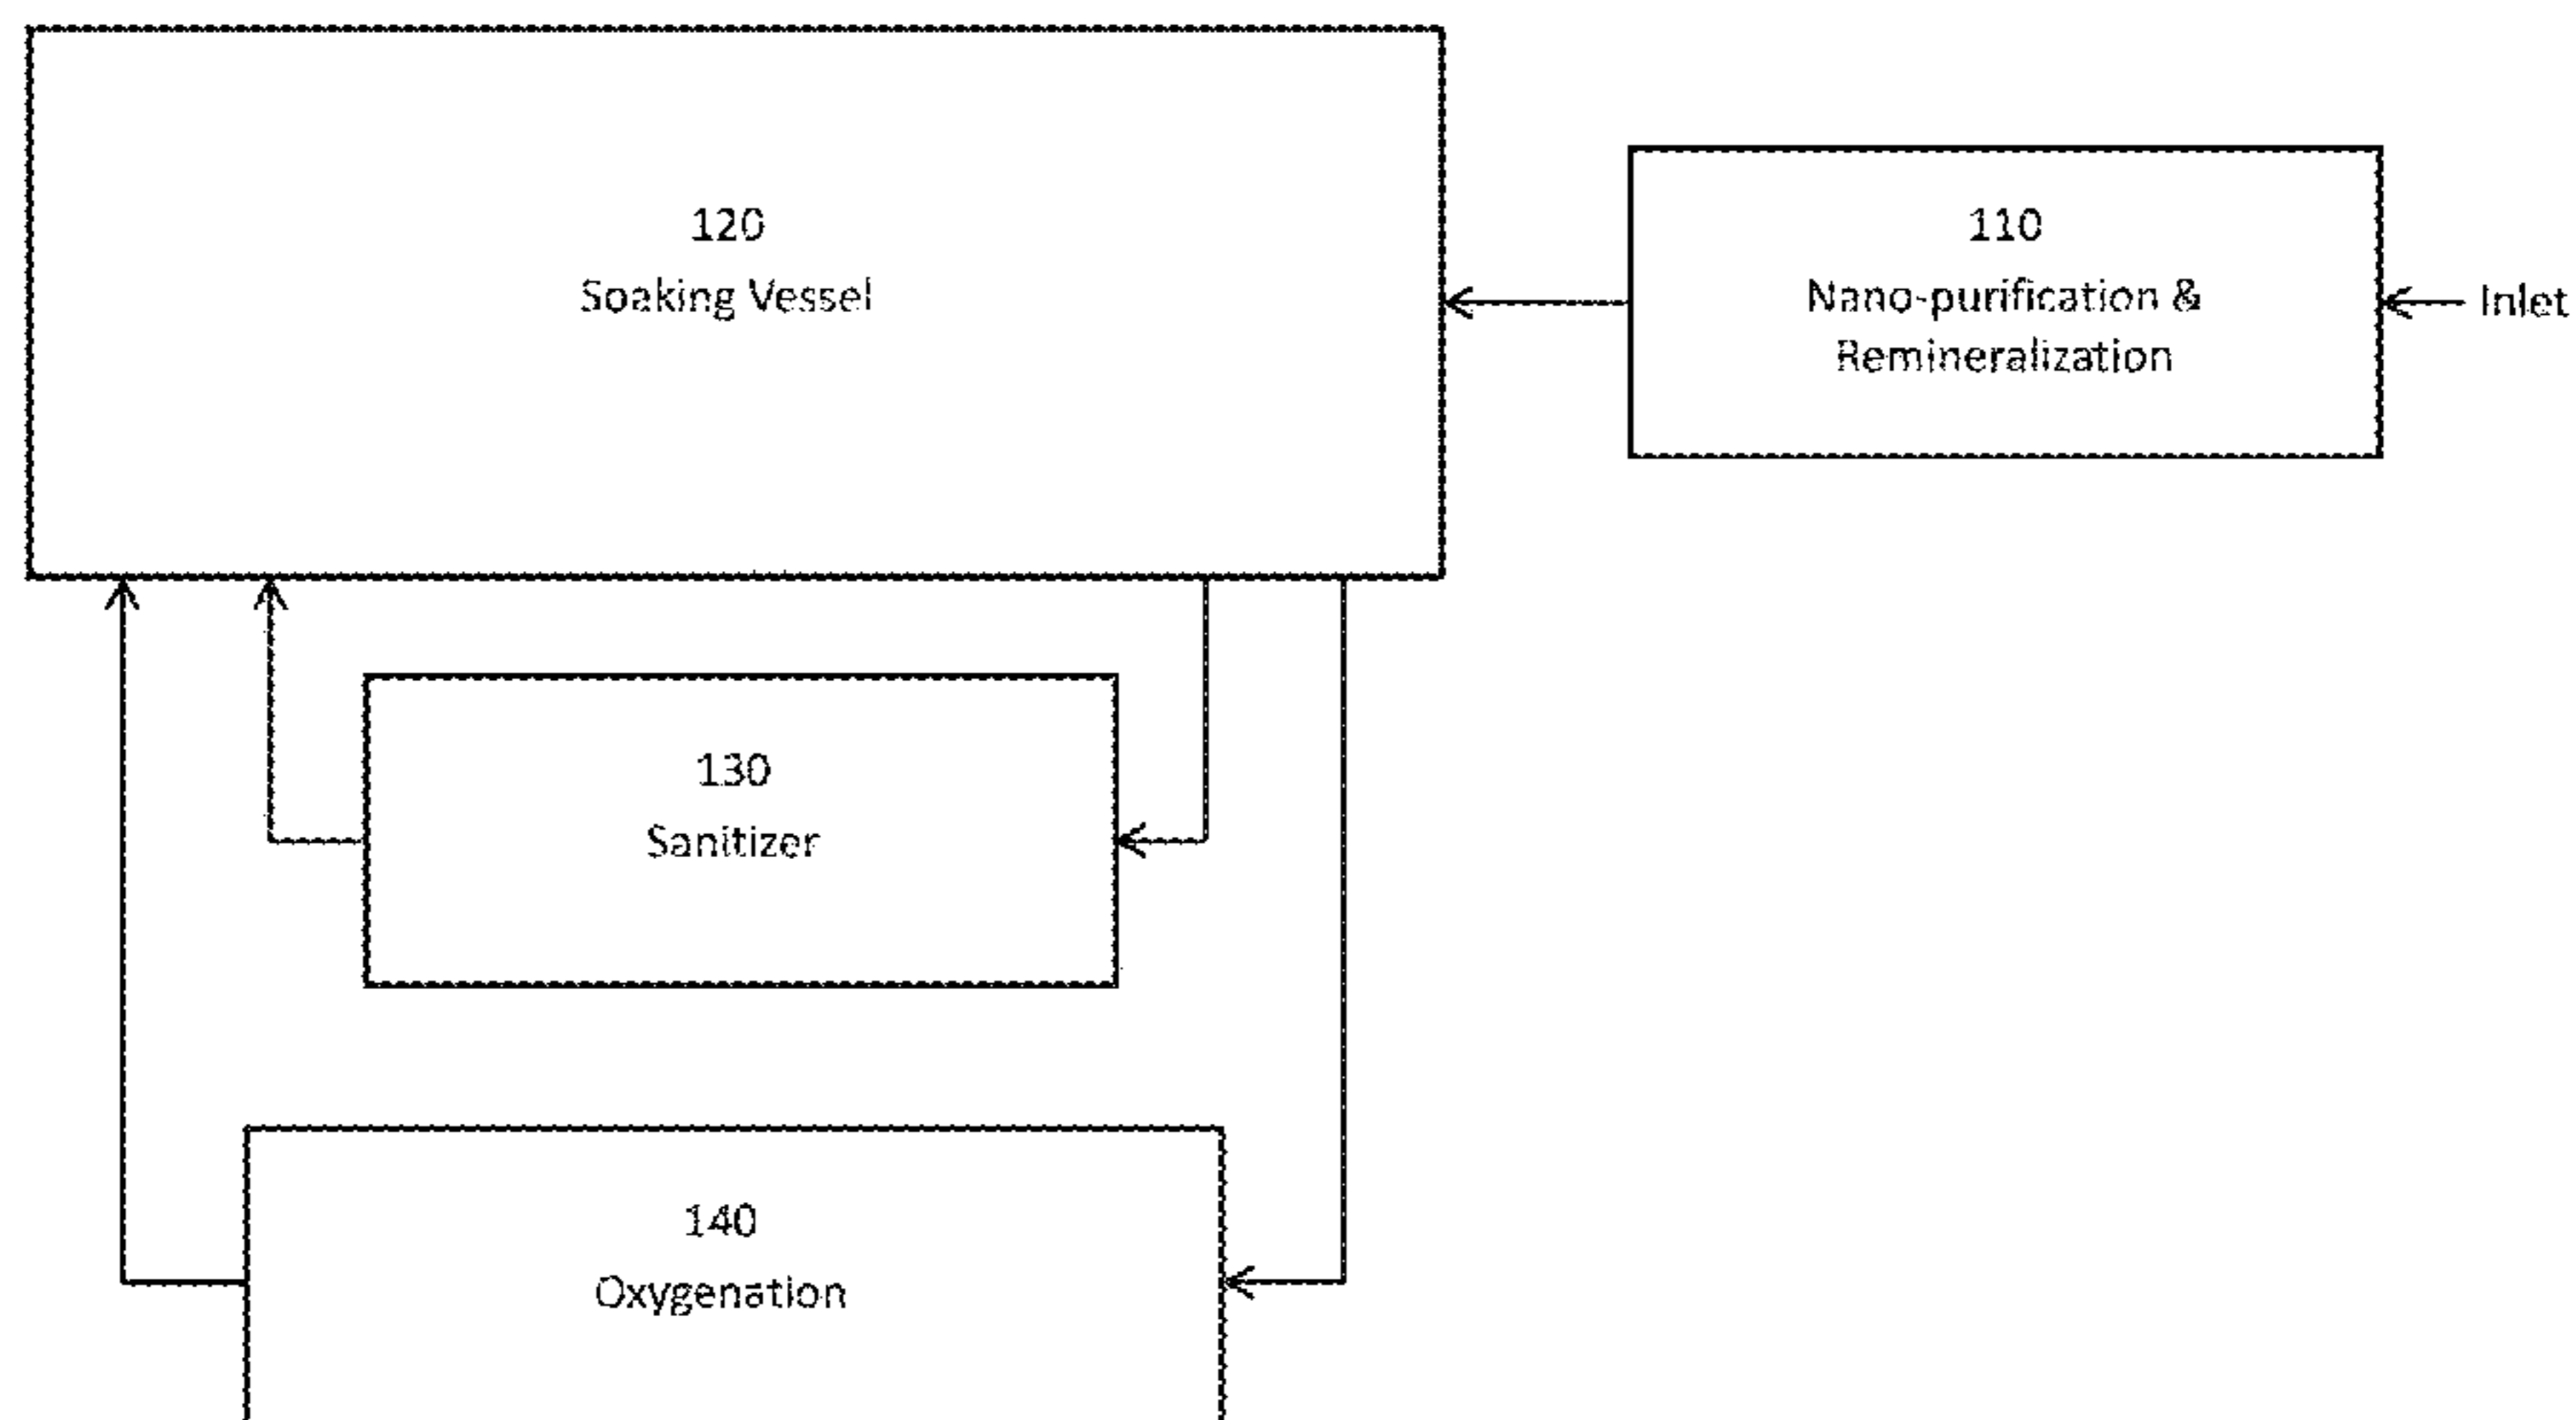 120
Soaking Vessel
110
Nano-purification &
Remineralization
Inlet
130
Sanitizer
140
Oxygenation